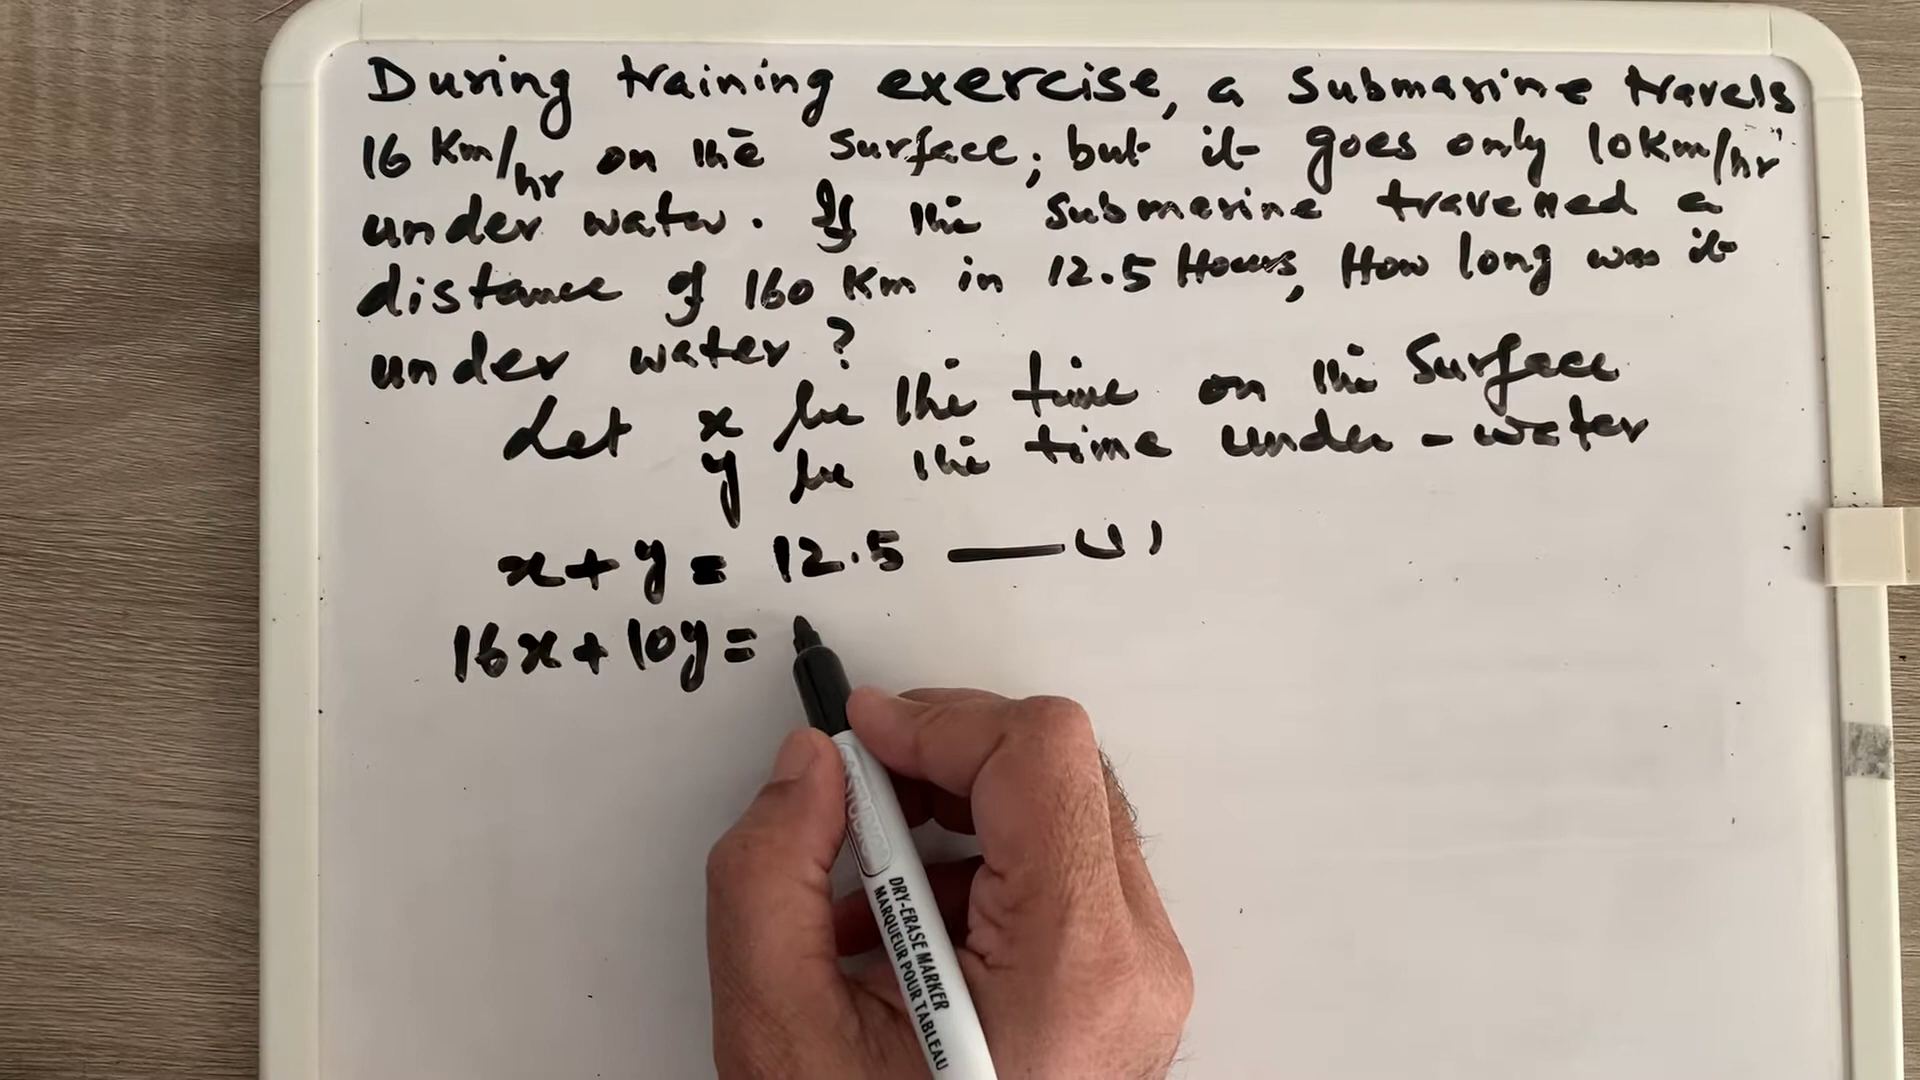 During training exercise, a submarine travels
16 Km/hr on the surface, but it goes only 10km/hr
under water. If the submarine travelled a
distance of 160 Km in 12.5 Hours, How long was it
under water?
Let x be the time on the surface
y be the time under-water
x+y= 12.5 — (1)
16x+10y=
DRY-ERASE MARKER
MARQUEUR POUR TABLEAU